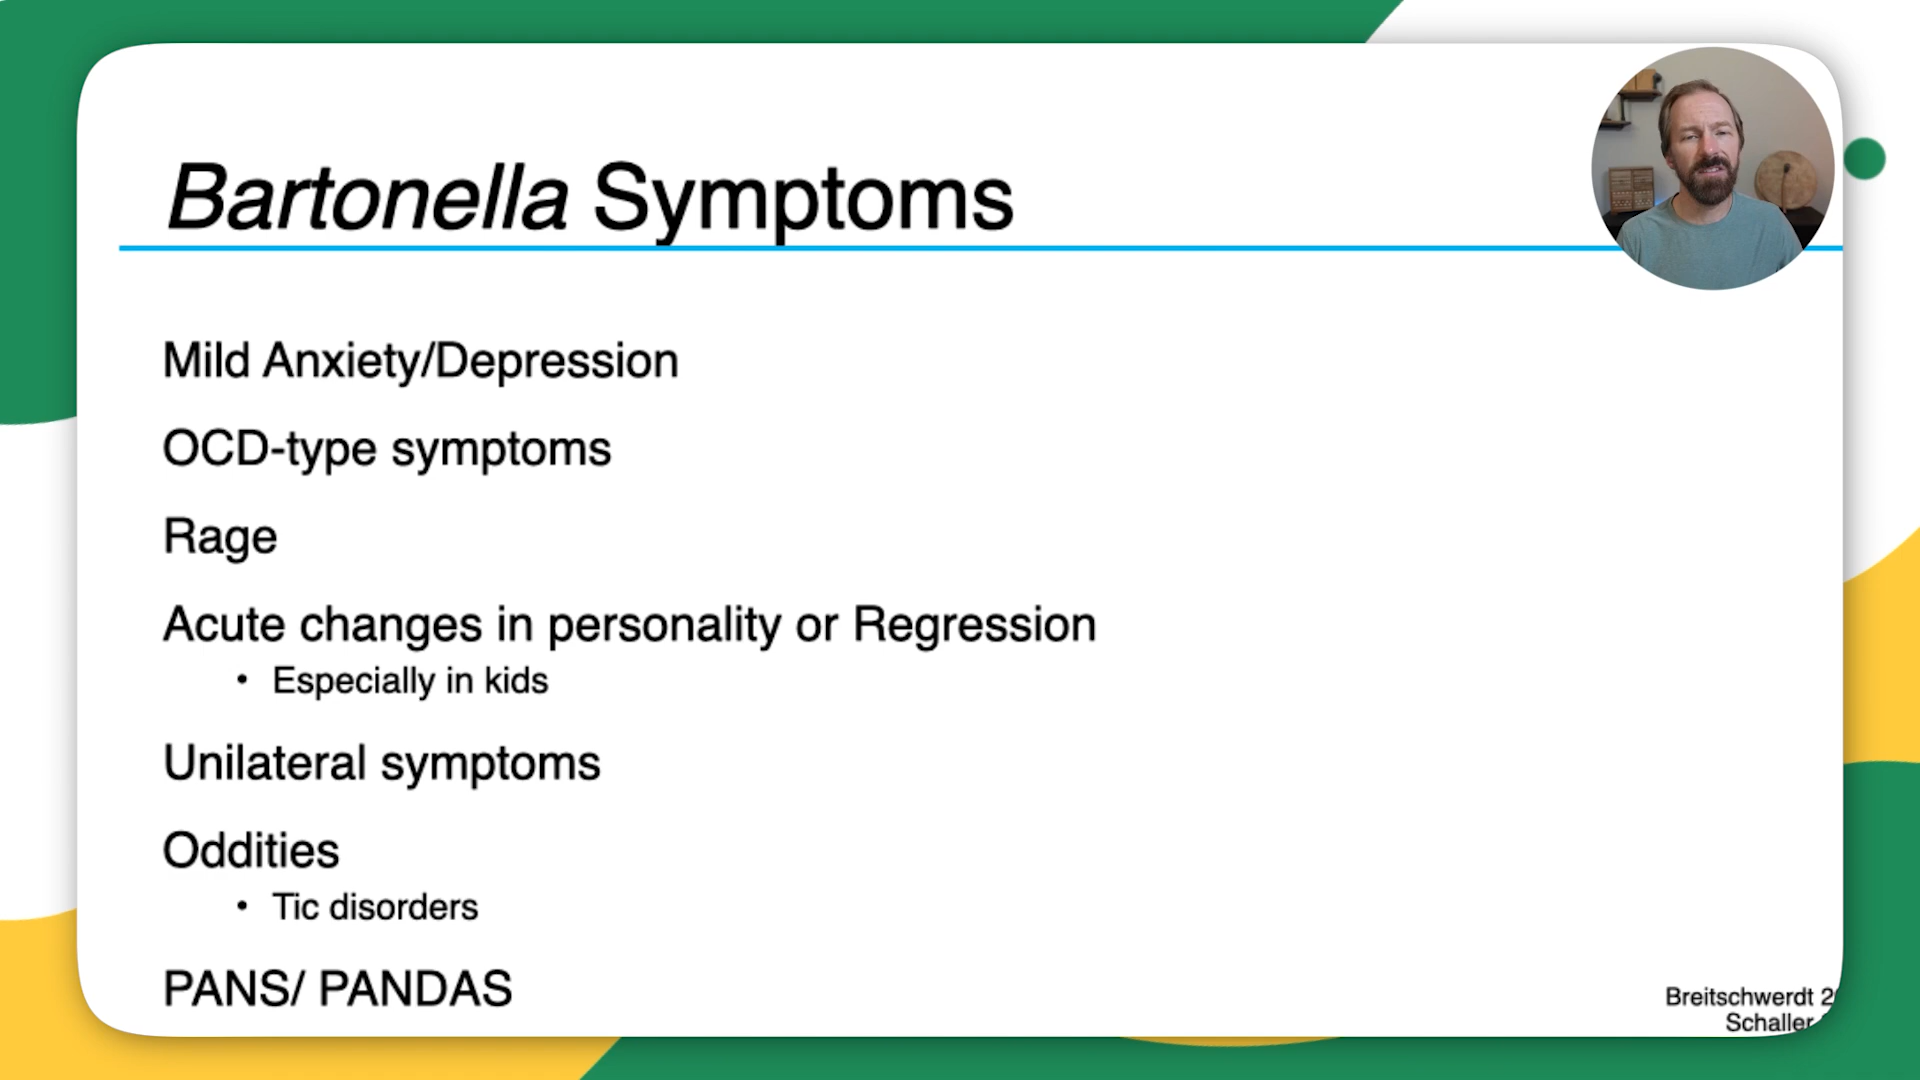 Bartonella Symptoms
Mild Anxiety/Depression
OCD-type symptoms
Rage
Acute changes in personality or Regression
• Especially in kids
Unilateral symptoms
Oddities
• Tic disorders
PANS/ PANDAS
Breitschwerdt
Schaller